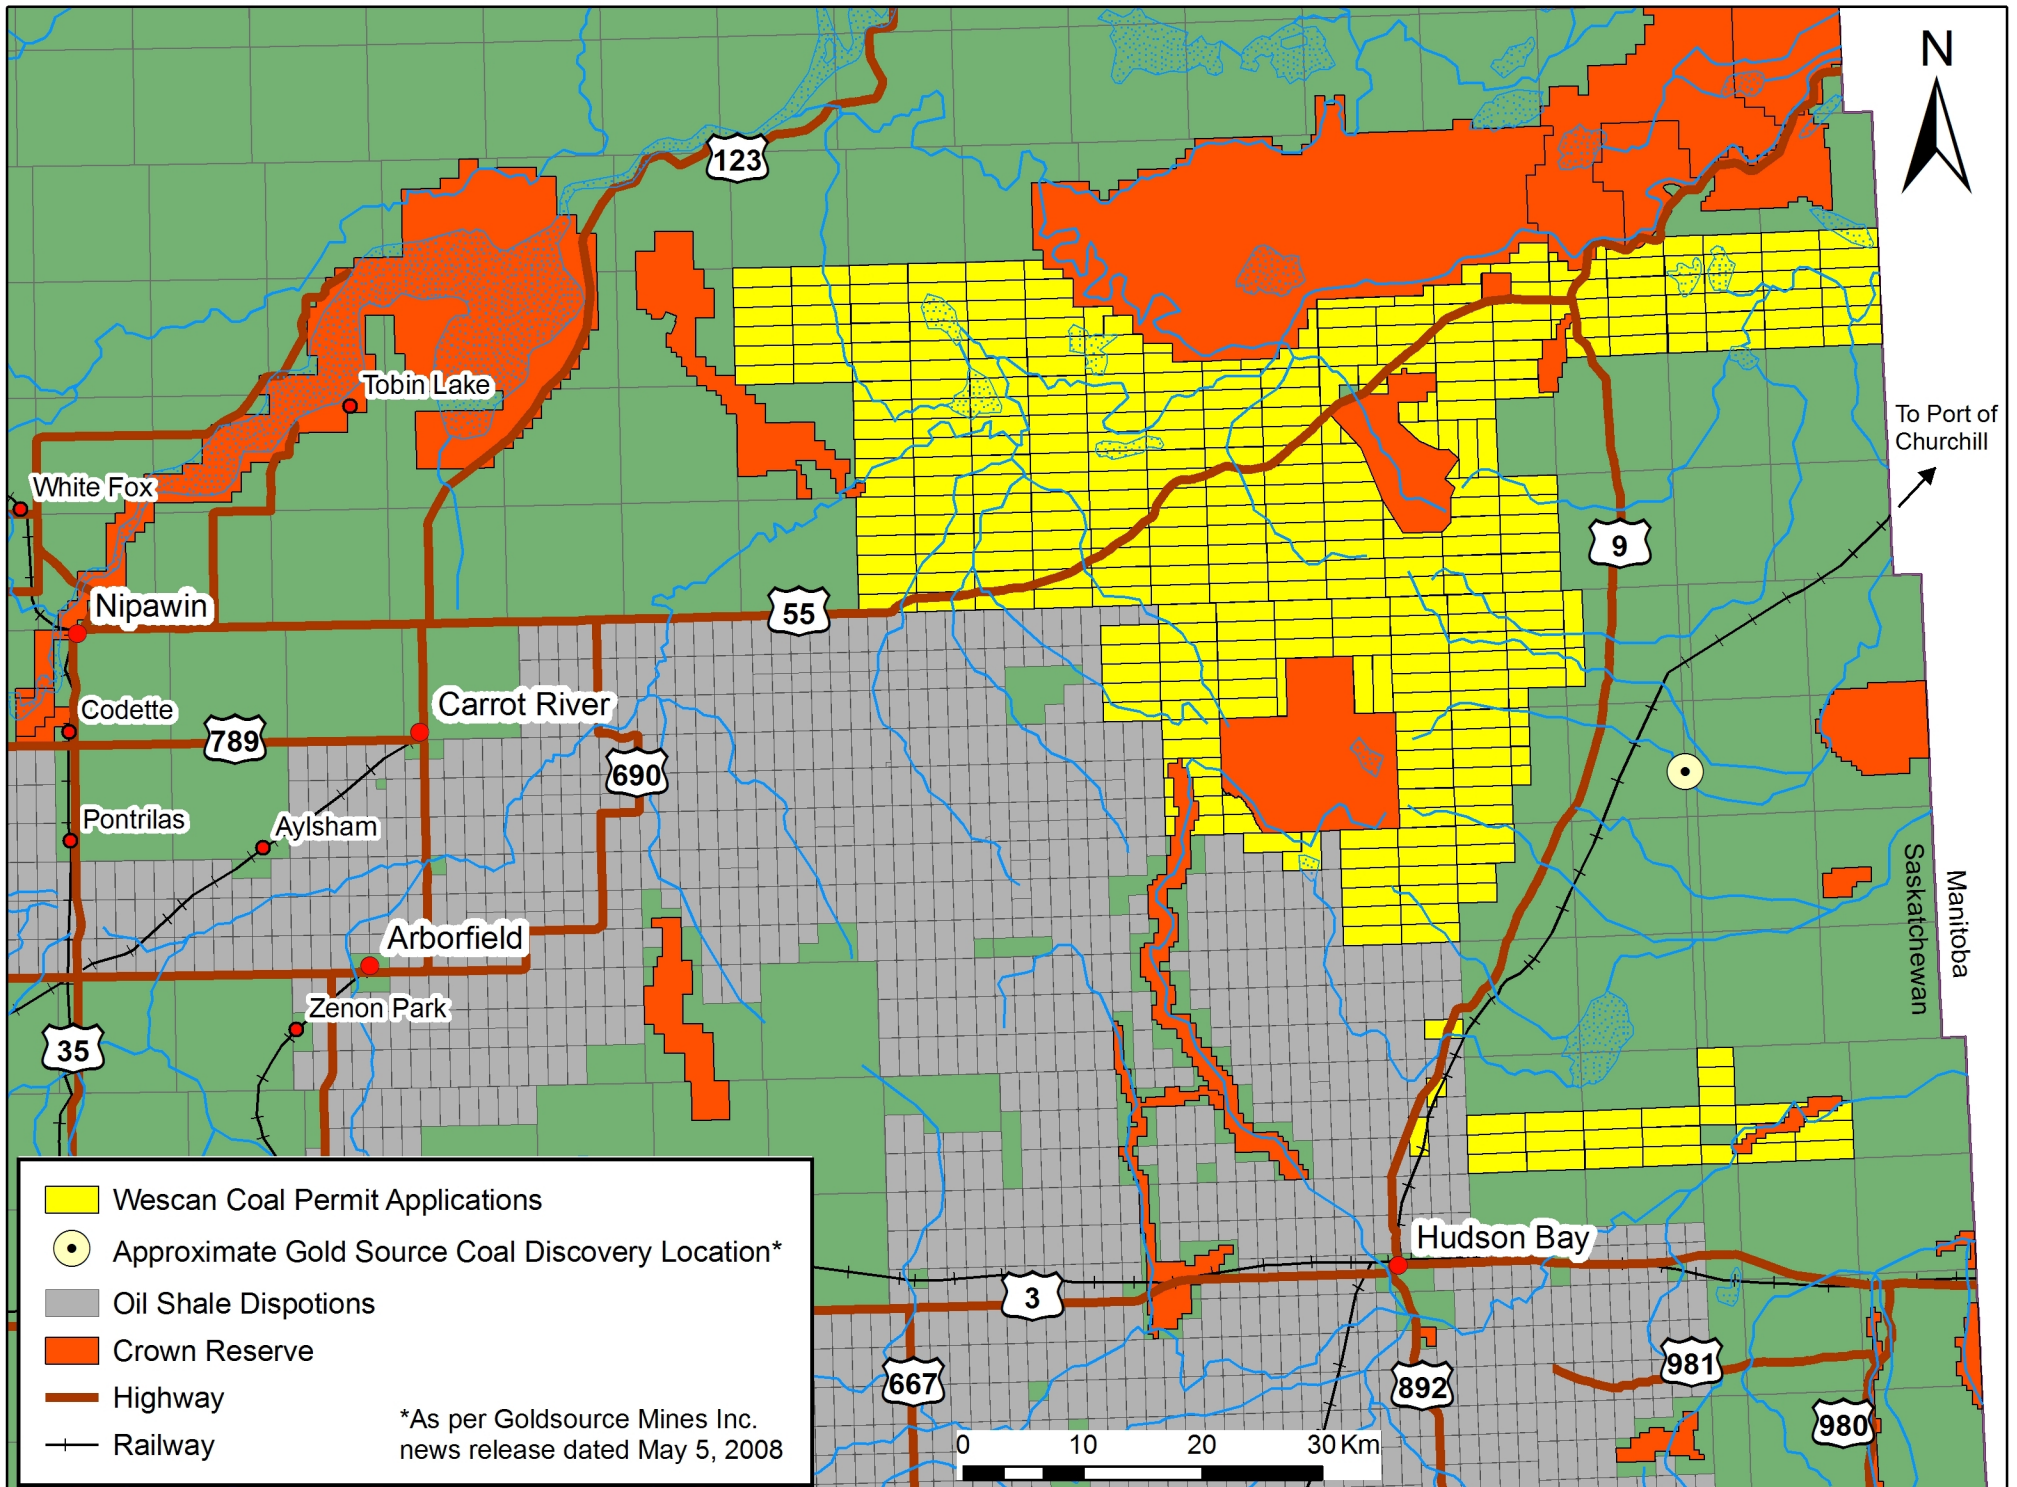 N
123
Tobin Lake
To Port of
Churchill
White Fox
9
Nipawin
55
Codette
Carrot River
789
690
Pontrilas
Aylsham
Saskatchewan
Manitoba
Arborfield
Zenon Park
35
Hudson Bay
3
667
892
981
980
Wescan Coal Permit Applications
Approximate Gold Source Coal Discovery Location*
Oil Shale Dispotions
Crown Reserve
Highway
Railway
*As per Goldsource Mines Inc.
news release dated May 5, 2008
0 10 20 30 Km